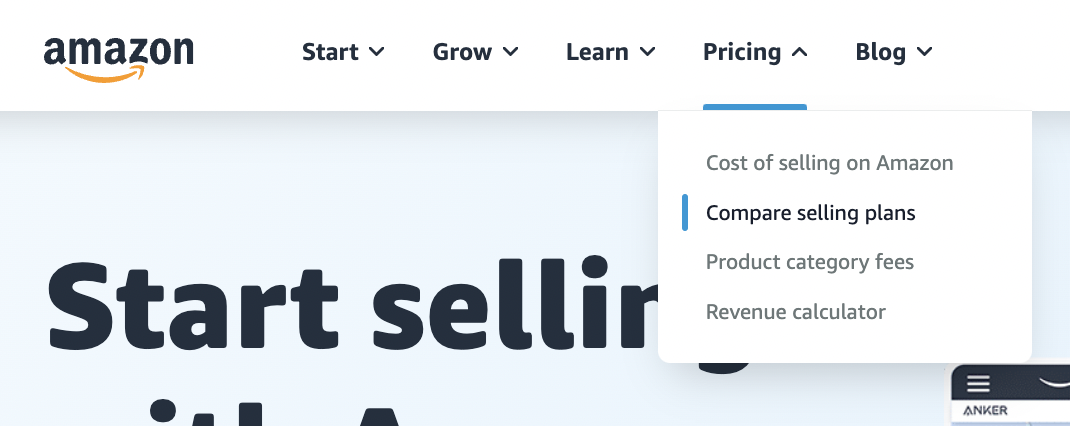 amazon
Start
Grow
Learn
Pricing
Blog
Cost of selling on Amazon
Compare selling plans
Product category fees
Revenue calculator
Start selling
ANKER